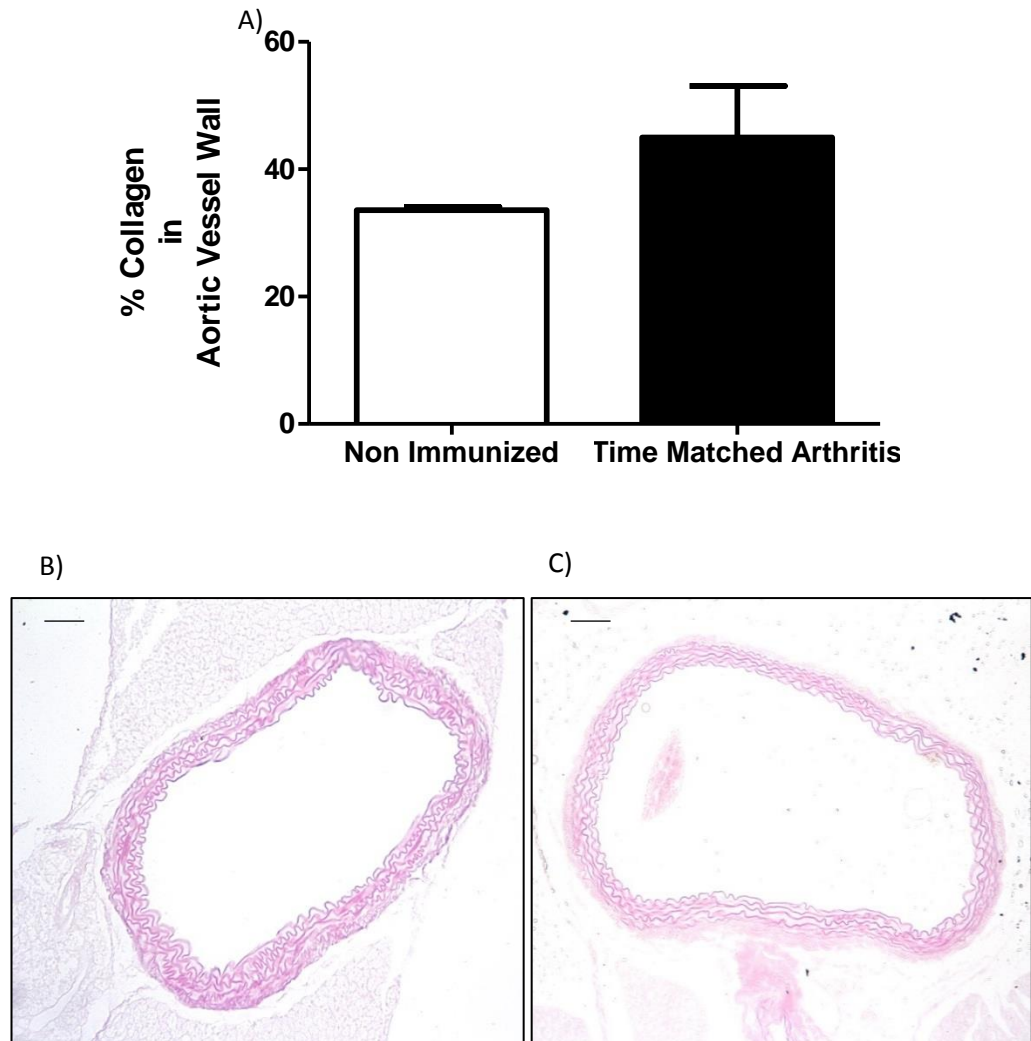 A)
60
40
20
0
% Collagen
in
Aortic Vessel Wall
Non Immunized
Time Matched Arthritis
B)
C)